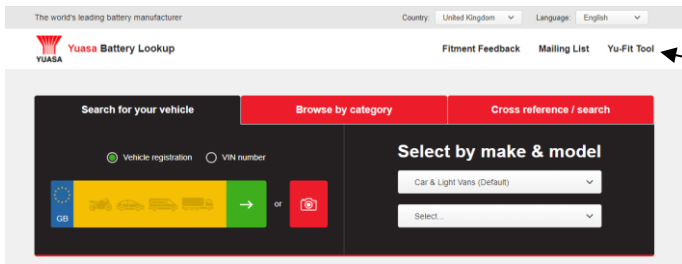 The world's leading battery manufacturer Country: United Kingdom Language: English
YUASA Yuasa Battery Lookup Fitment Feedback Mailing List Yu-Fit Tool
Search for your vehicle Browse by category Cross reference / search
Vehicle registration VIN number
Select by make & model
Car & Light Vans (Default)
GB or
Select...